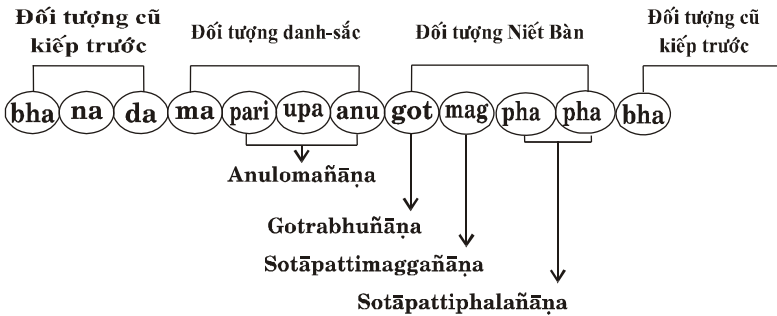 Đối tượng cũ
kiếp trước
Đối tượng danh-sắc
Đối tượng Niết Bàn
Đối tượng cũ
kiếp trước
bha na da ma pari upa anu got mag pha pha bha
Anulomañāṇa
Gotrabhuñāṇa
Sotāpattimaggañāṇa
Sotāpattiphalañāṇa